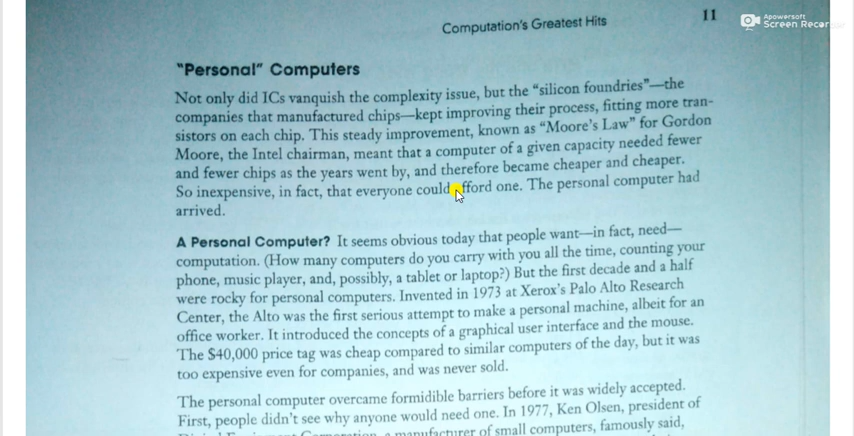 Computation's Greatest Hits
11
Apowersoft
Screen Recor
"Personal" Computers
Not only did ICs vanquish the complexity issue, but the "silicon foundries"—the
companies that manufactured chips—kept improving their process, fitting more tran-
sistors on each chip. This steady improvement, known as "Moore's Law" for Gordon
Moore, the Intel chairman, meant that a computer of a given capacity needed fewer
and fewer chips as the years went by, and therefore became cheaper and cheaper.
So inexpensive, in fact, that everyone could fford one. The personal computer had
arrived.
A Personal Computer? It seems obvious today that people want—in fact, need—
computation. (How many computers do you carry with you all the time, counting your
phone, music player, and, possibly, a tablet or laptop?) But the first decade and a half
were rocky for personal computers. Invented in 1973 at Xerox's Palo Alto Research
Center, the Alto was the first serious attempt to make a personal machine, albeit for an
office worker. It introduced the concepts of a graphical user interface and the mouse.
The $40,000 price tag was cheap compared to similar computers of the day, but it was
too expensive even for companies, and was never sold.
The personal computer overcame formidible barriers before it was widely accepted.
First, people didn't see why anyone would need one. In 1977, Ken Olsen, president of
a manufacturer of small computers, famously said,